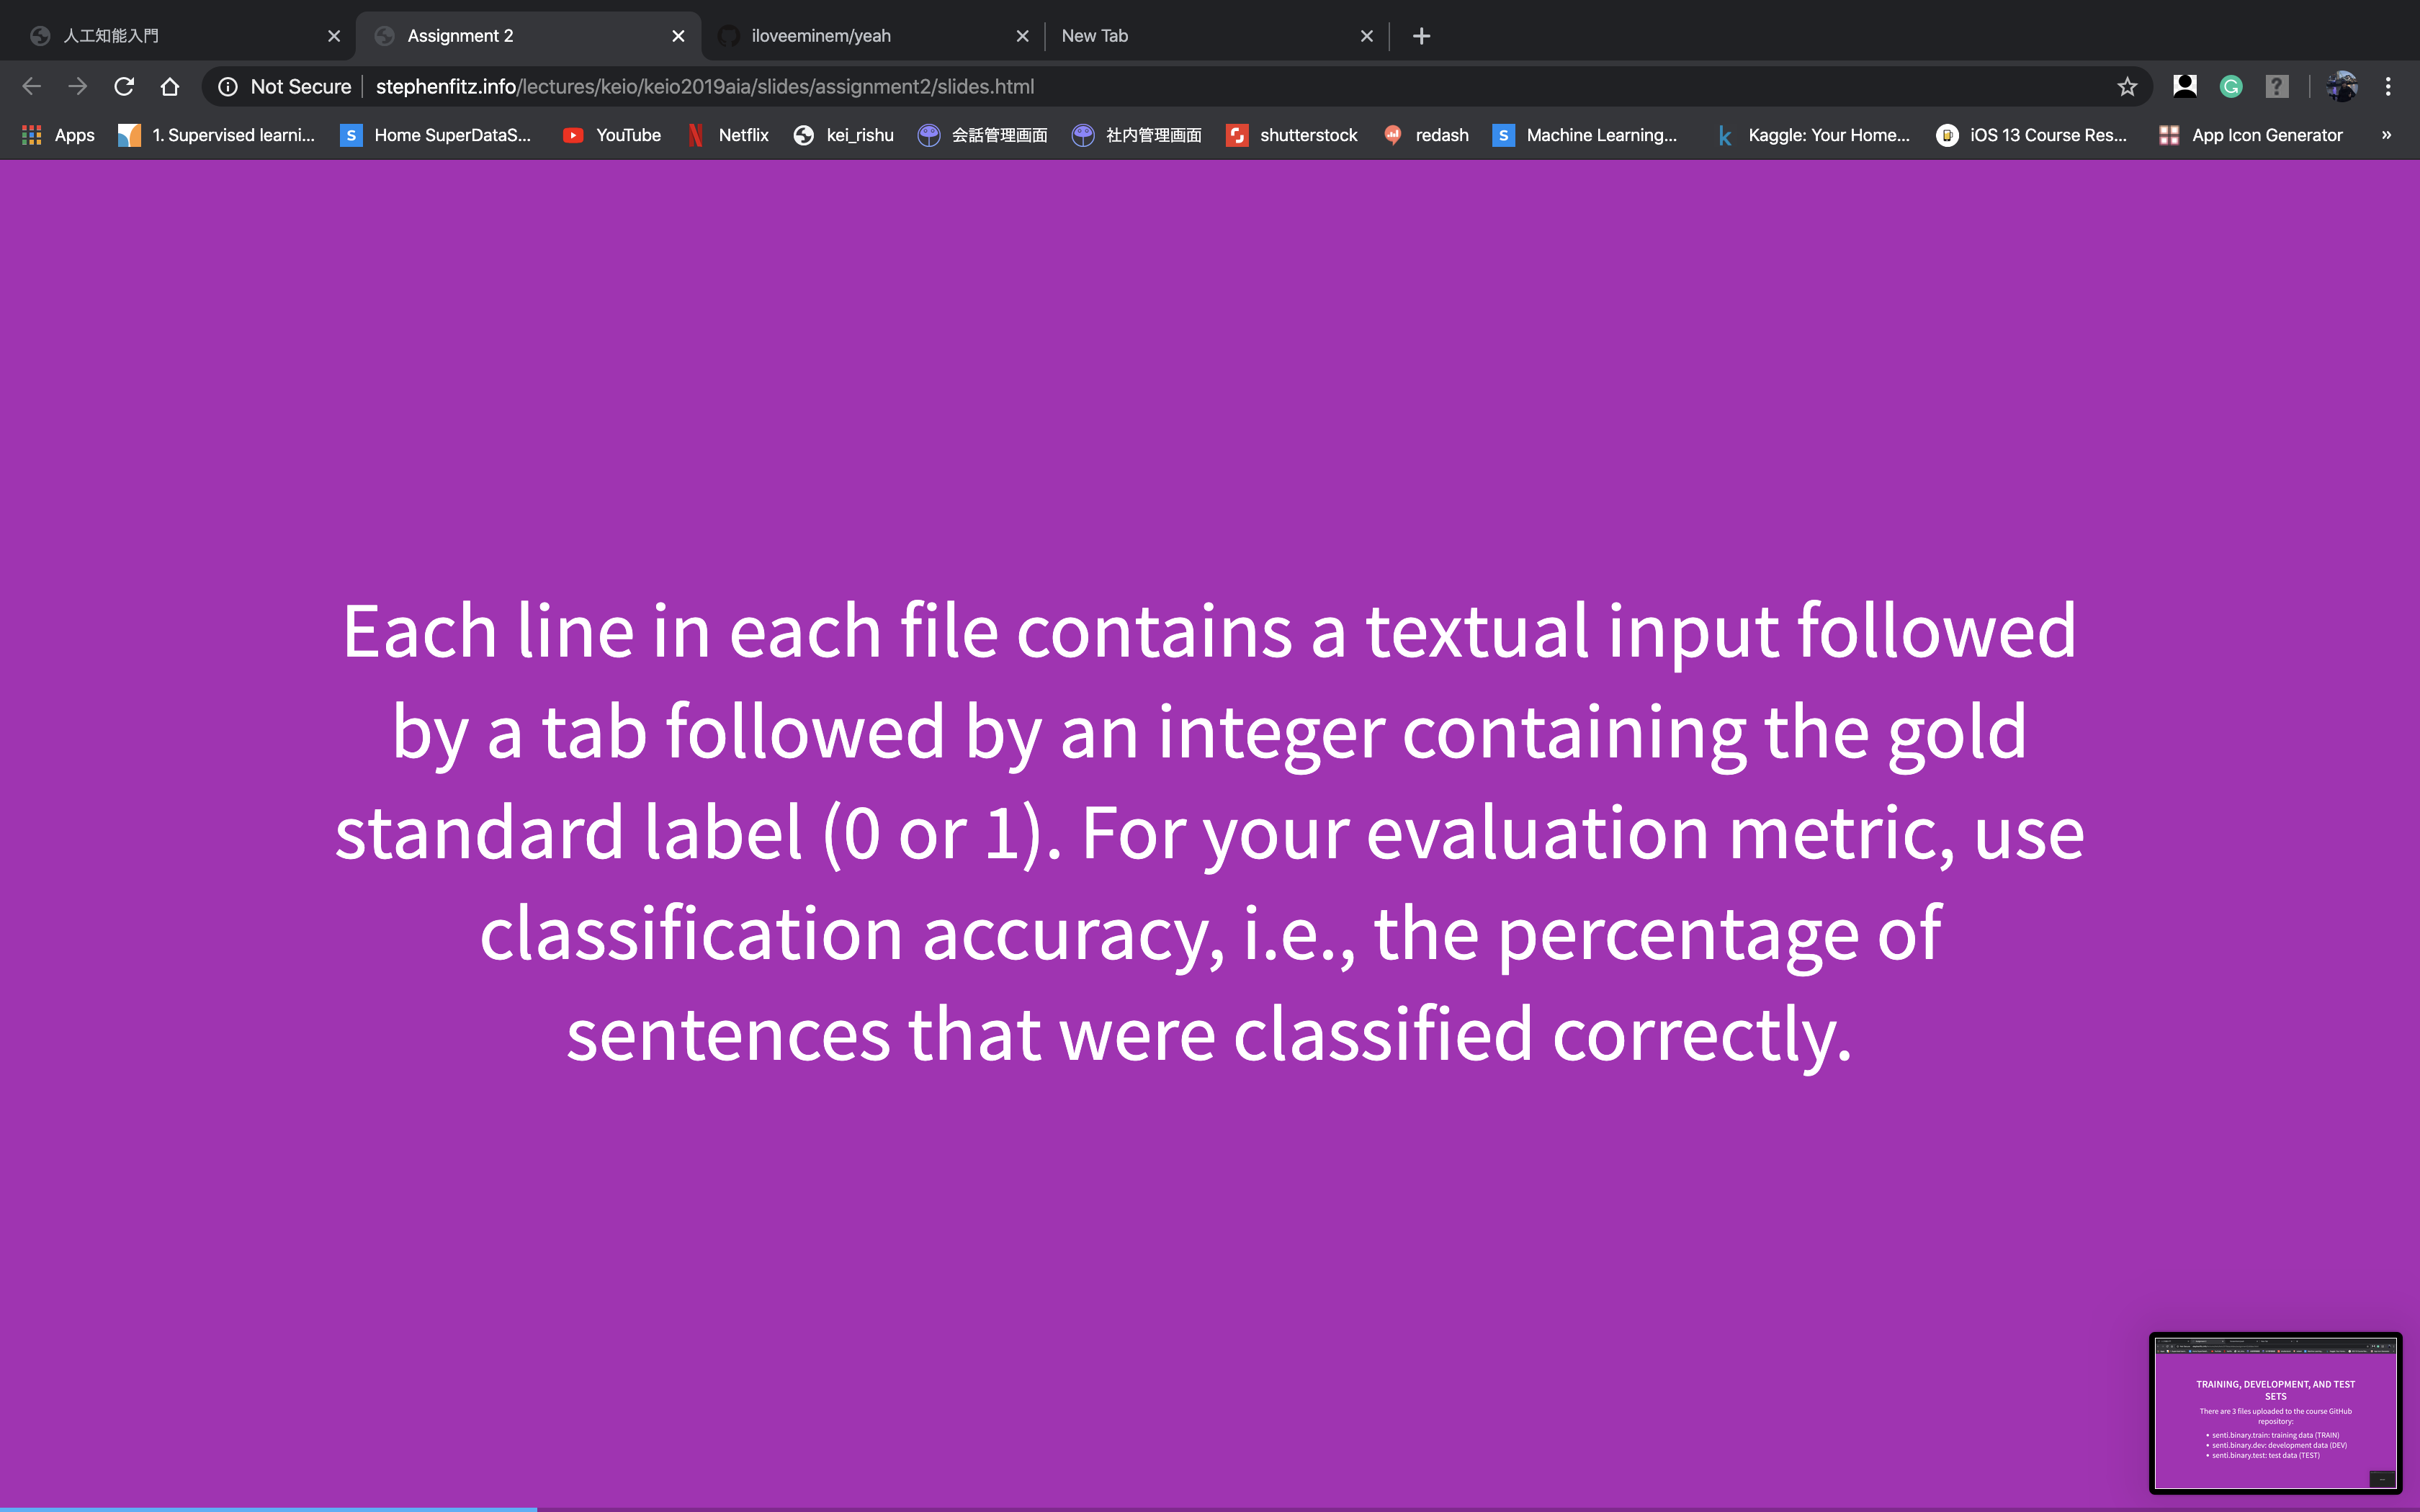 人工知能入門
Assignment 2
iloveeminem/yeah
New Tab
Not Secure
stephenfitz.info/lectures/keio/keio2019aia/slides/assignment2/slides.html
Apps
1. Supervised learni...
Home SuperDataS...
YouTube
Netflix
kei_rishu
会話管理画面
社内管理画面
shutterstock
redash
Machine Learning...
Kaggle: Your Home...
iOS 13 Course Res...
App Icon Generator
»
Each line in each file contains a textual input followed
by a tab followed by an integer containing the gold
standard label (0 or 1). For your evaluation metric, use
classification accuracy, i.e., the percentage of
sentences that were classified correctly.
TRAINING, DEVELOPMENT, AND TEST
SETS
There are 3 files uploaded to the course GitHub
repository:
• senti.binary.train: training data (TRAIN)
• senti.binary.dev: development data (DEV)
• senti.binary.test: test data (TEST)